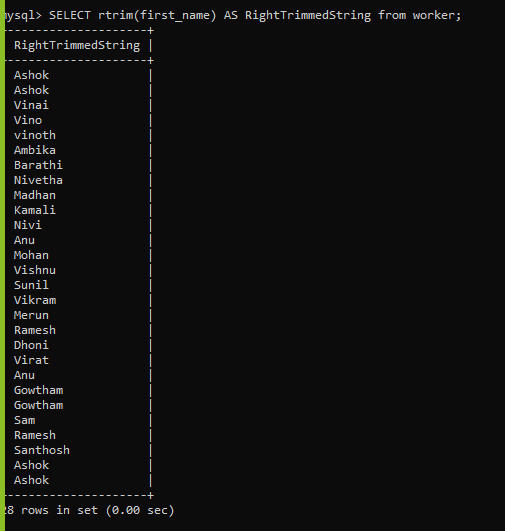 mysql> SELECT rtrim(first_name) AS RightTrimmedString from worker;
--------------------+
RightTrimmedString |
--------------------+
Ashok |
Ashok |
Vinai |
Vino |
vinoth |
Ambika |
Barathi |
Nivetha |
Madhan |
Kamali |
Nivi |
Anu |
Mohan |
Vishnu |
Sunil |
Vikram |
Merun |
Ramesh |
Dhoni |
Virat |
Anu |
Gowtham |
Gowtham |
Sam |
Ramesh |
Santhosh |
Ashok |
Ashok |
--------------------+
28 rows in set (0.00 sec)